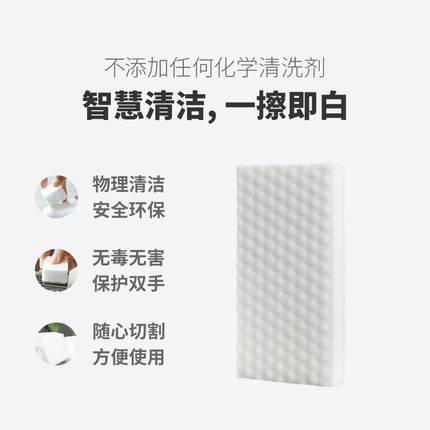 不添加任何化学清洗剂
智慧清洁，一擦即白
物理清洁
安全环保
无毒无害
保护双手
随心切割
方便使用